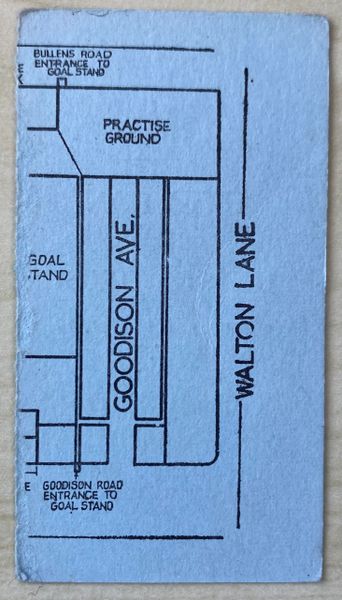 BULLENS ROAD
ENTRANCE TO
GOAL STAND
PRACTISE
GROUND
GOAL
STAND
GOODISON AVE.
WALTON LANE
E
GOODISON ROAD
ENTRANCE TO
GOAL STAND